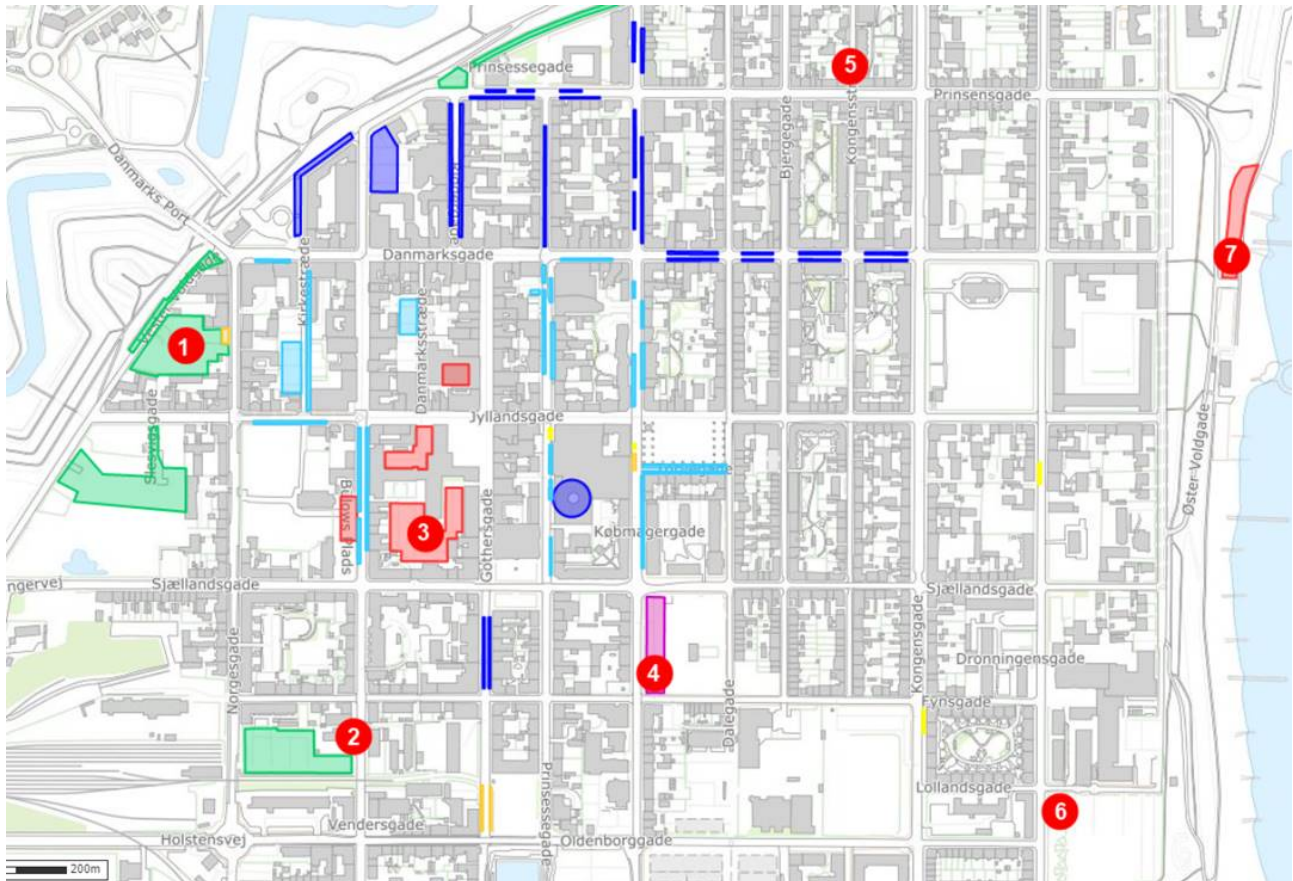 Prinsessegade
5
Prinsensgade
Bjergegade
Danmarks Port
Danmarksgade
7
Kirkestræde
1
Danmarksstræde
Jyllandsgade
Slesvigsgade
Øster Voldgade
Bülows Plads
3
Gothersgade
Købmagergade
Sjællandsgade
Sjællandsgade
ngervej
Norgesgade
4
Dronningensgade
Kongensgade
Fynsgade
Dalegade
2
Prinsessegade
Lollandsgade
6
Vendersgade
Holstensvej
Oldenborggade
200m